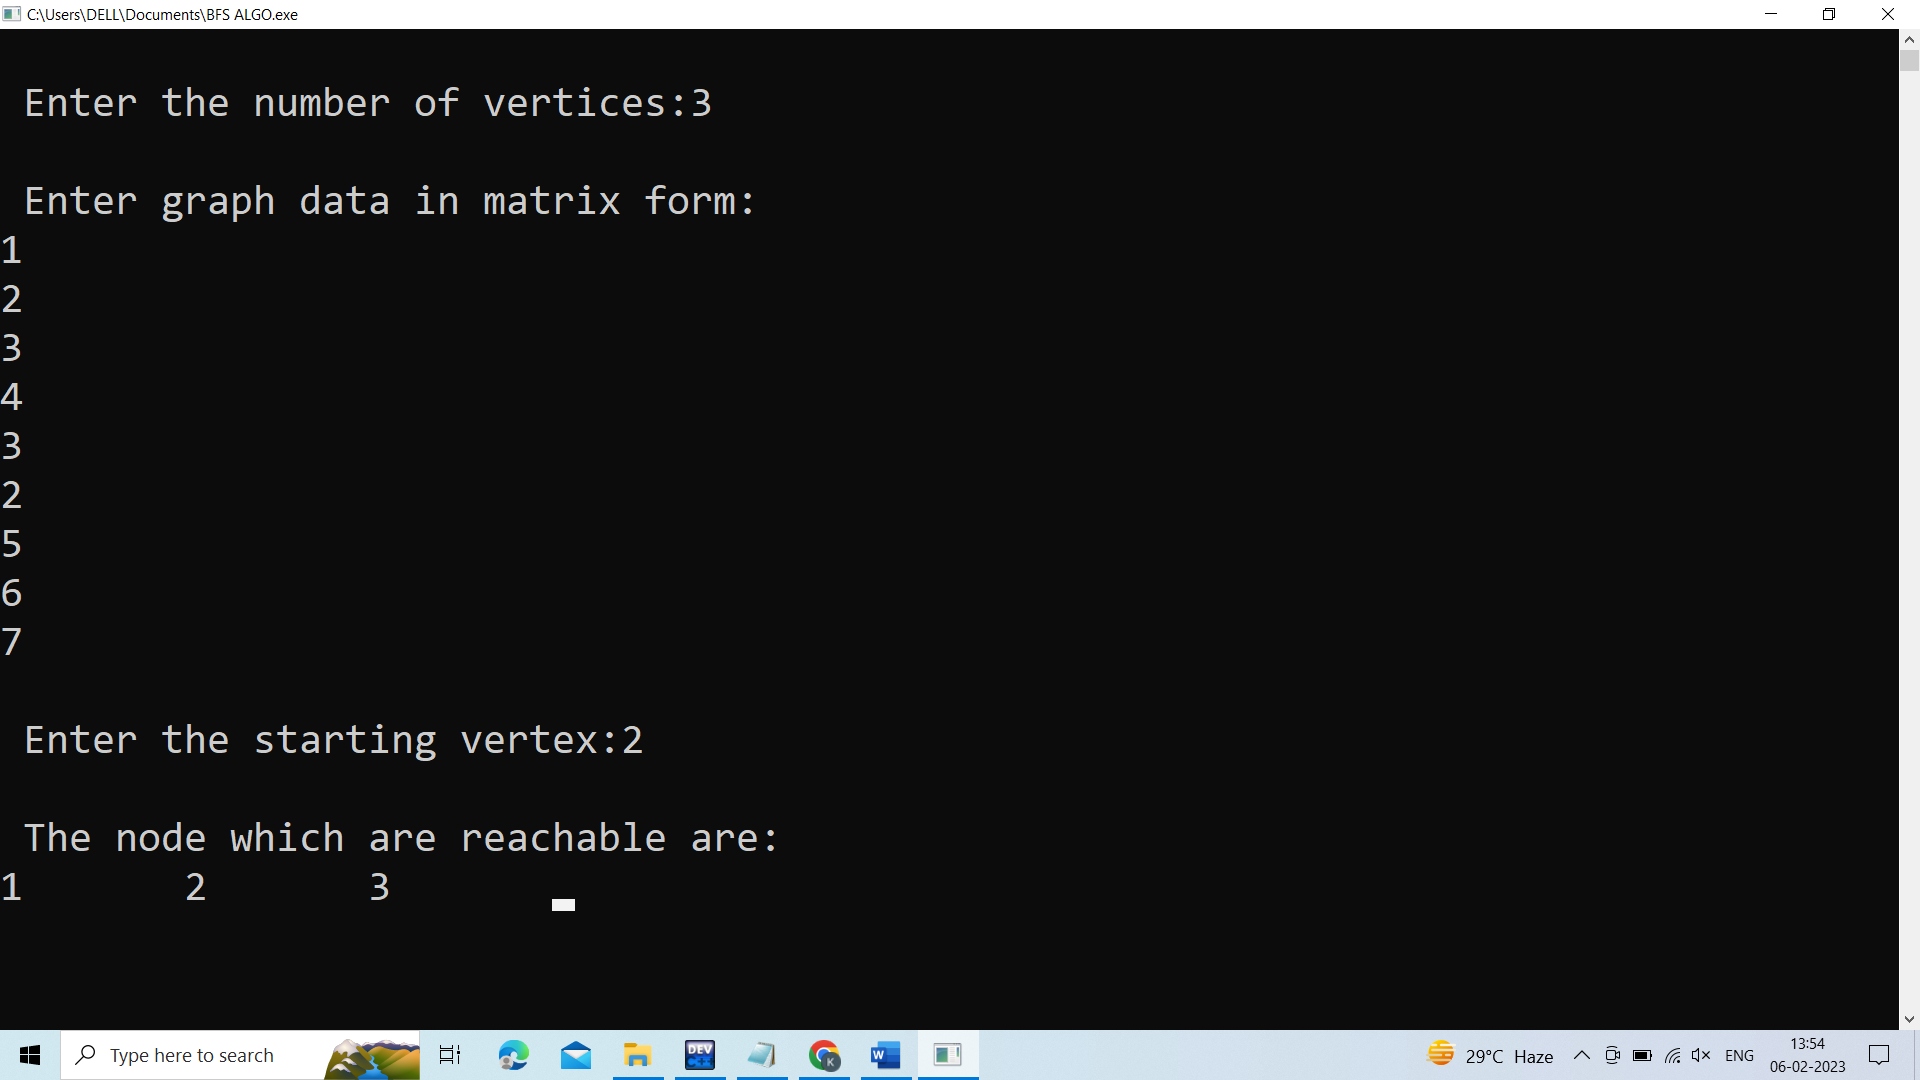 C:\Users\DELL\Documents\BFS ALGO.exe
Enter the number of vertices:3
Enter graph data in matrix form:
1
2
3
4
3
2
5
6
7
Enter the starting vertex:2
The node which are reachable are:
1 2 3
Type here to search
DEV
C++
K
W
29°C Haze
ENG
13:54
06-02-2023